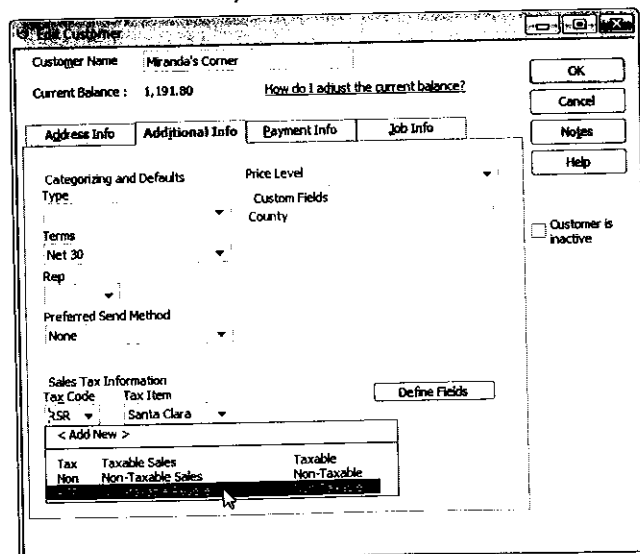 Edit Customer
Customer Name Miranda's Corner
OK
Current Balance : 1,191.80 How do I adjust the current balance?
Cancel
Address Info Additional Info Payment Info Job Info
Notes
Help
Categorizing and Defaults Price Level
Type Custom Fields
County
Customer is
inactive
Terms
Net 30
Rep
Preferred Send Method
None
Sales Tax Information
Tax Code Tax Item Define Fields
RSR Santa Clara
< Add New >
Tax Taxable Sales Taxable
Non Non-Taxable Sales Non-Taxable